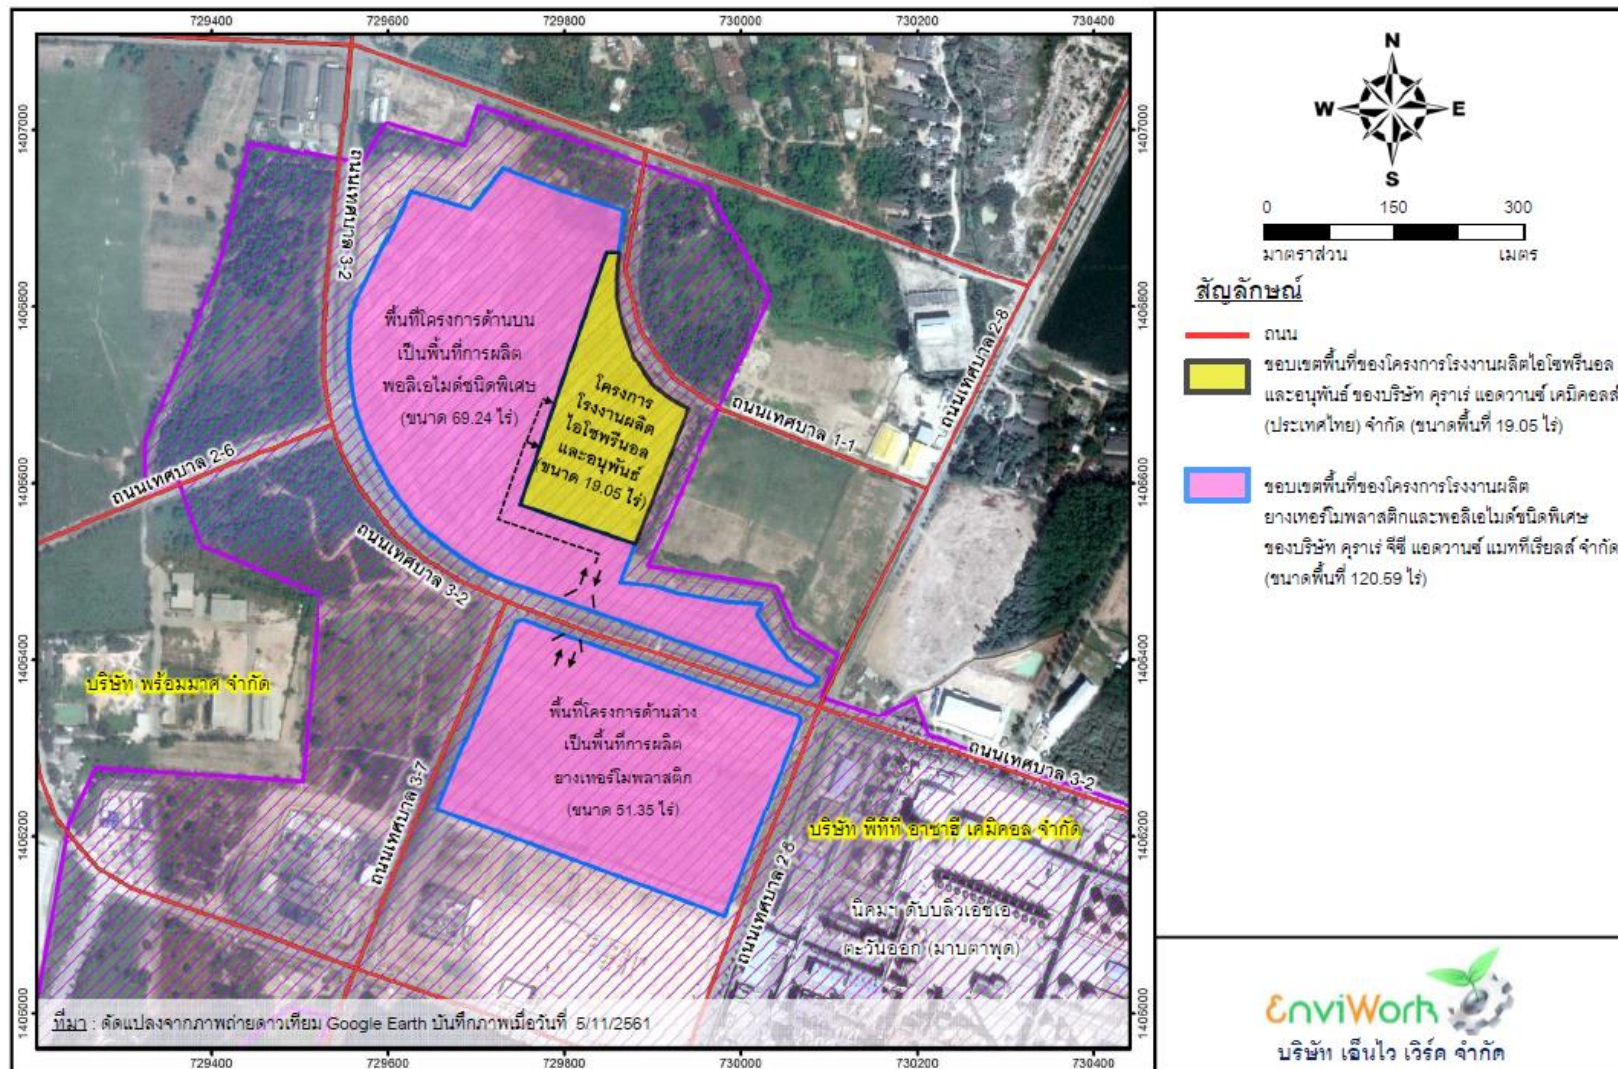 729400 729600 729800 730000 730200 730400
1407000
1406800
1406600
1406400
1406200
1406000
1407000
1406800
1406600
1406400
1406200
1406000
729400 729600 729800 730000 730200 730400
ถนนเทศบาล 3-2
ถนนเทศบาล 2-8
ถนนเทศบาล 1-1
ถนนเทศบาล 2-6
ถนนเทศบาล 3-2
ถนนเทศบาล 3-2
ถนนเทศบาล 3-7
ถนนเทศบาล 2-8
พื้นที่โครงการด้านบน
เป็นพื้นที่การผลิต
พอลิเอไมด์ชนิดพิเศษ
(ขนาด 69.24 ไร่)
โครงการ
โรงงานผลิต
ไอโซพรีนอล
และอนุพันธ์
(ขนาด 19.05 ไร่)
บริษัท พร้อมมาศ จำกัด
พื้นที่โครงการด้านล่าง
เป็นพื้นที่การผลิต
ยางเทอร์โมพลาสติก
(ขนาด 51.35 ไร่)
บริษัท พีทีที อาซาฮี เคมิคอล จำกัด
นิคมฯ ดับบลิวเอชเอ
ตะวันออก (มาบตาพุด)
ที่มา : ดัดแปลงจากภาพถ่ายดาวเทียม Google Earth บันทึกภาพเมื่อวันที่ 5/11/2561
N
W E
S
0 150 300
มาตราส่วน เมตร
สัญลักษณ์
ถนน
ขอบเขตพื้นที่ของโครงการโรงงานผลิตไอโซพรีนอล
และอนุพันธ์ ของบริษัท คุราเร่ แอดวานซ์ เคมิคอลส์
(ประเทศไทย) จำกัด (ขนาดพื้นที่ 19.05 ไร่)
ขอบเขตพื้นที่ของโครงการโรงงานผลิต
ยางเทอร์โมพลาสติกและพอลิเอไมด์ชนิดพิเศษ
ของบริษัท คุราเร่ จีซี แอดวานซ์ แมททีเรียลส์ จำกัด
(ขนาดพื้นที่ 120.59 ไร่)
EnviWork
บริษัท เอ็นไว เวิร์ค จำกัด